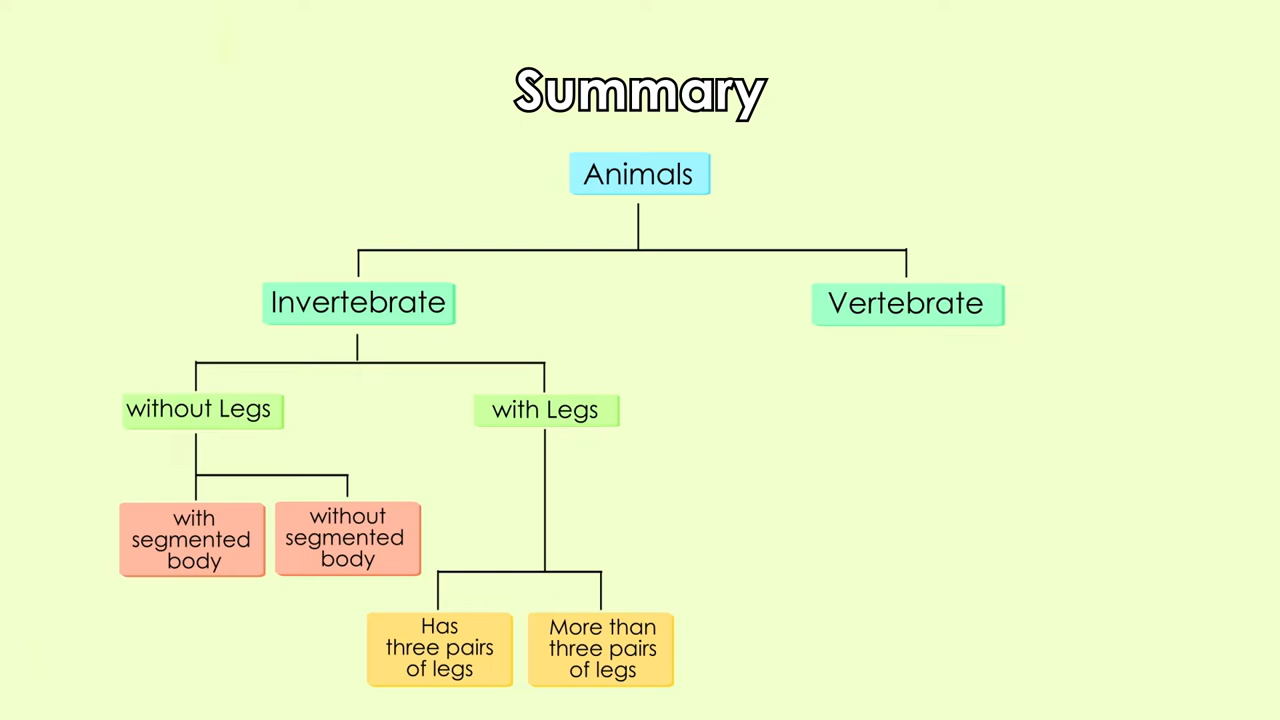 Summary
Animals
Invertebrate
Vertebrate
without Legs
with Legs
with
segmented
body
without
segmented
body
Has
three pairs
of legs
More than
three pairs
of legs